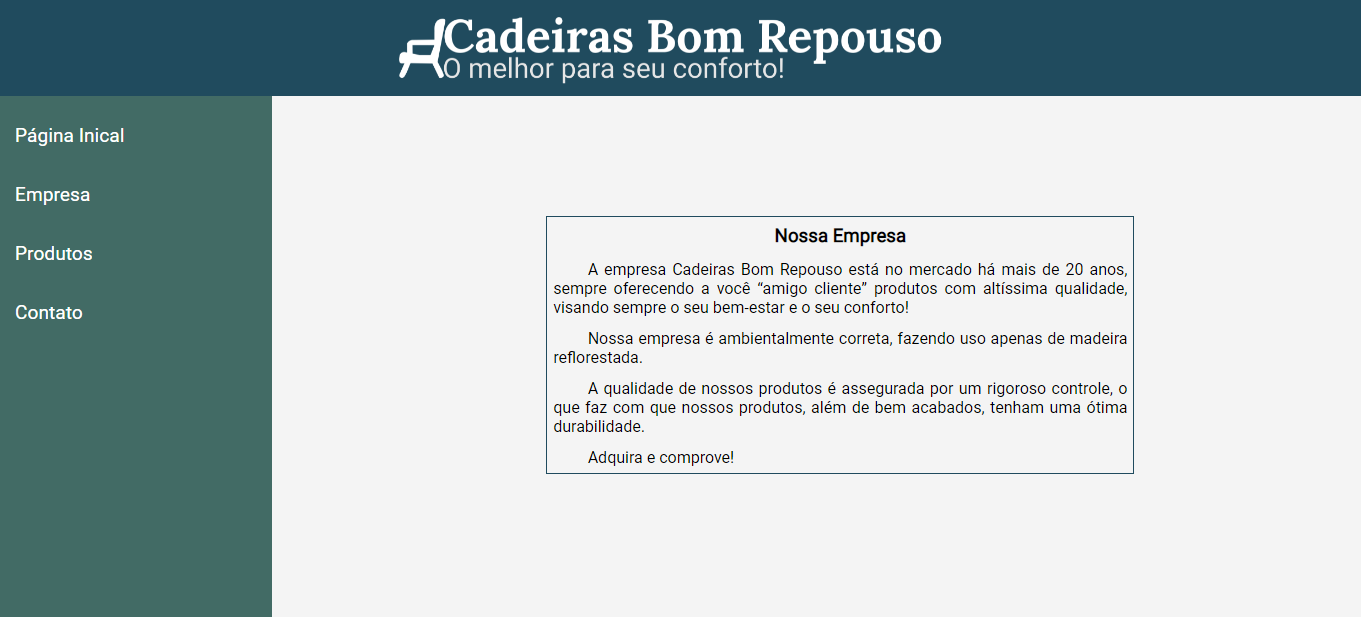 Cadeiras Bom Repouso
O melhor para seu conforto!
Página Inical
Empresa
Produtos
Contato
Nossa Empresa
A empresa Cadeiras Bom Repouso está no mercado há mais de 20 anos,
sempre oferecendo a você “amigo cliente” produtos com altíssima qualidade,
visando sempre o seu bem-estar e o seu conforto!
Nossa empresa é ambientalmente correta, fazendo uso apenas de madeira
reflorestada.
A qualidade de nossos produtos é assegurada por um rigoroso controle, o
que faz com que nossos produtos, além de bem acabados, tenham uma ótima
durabilidade.
Adquira e comprove!